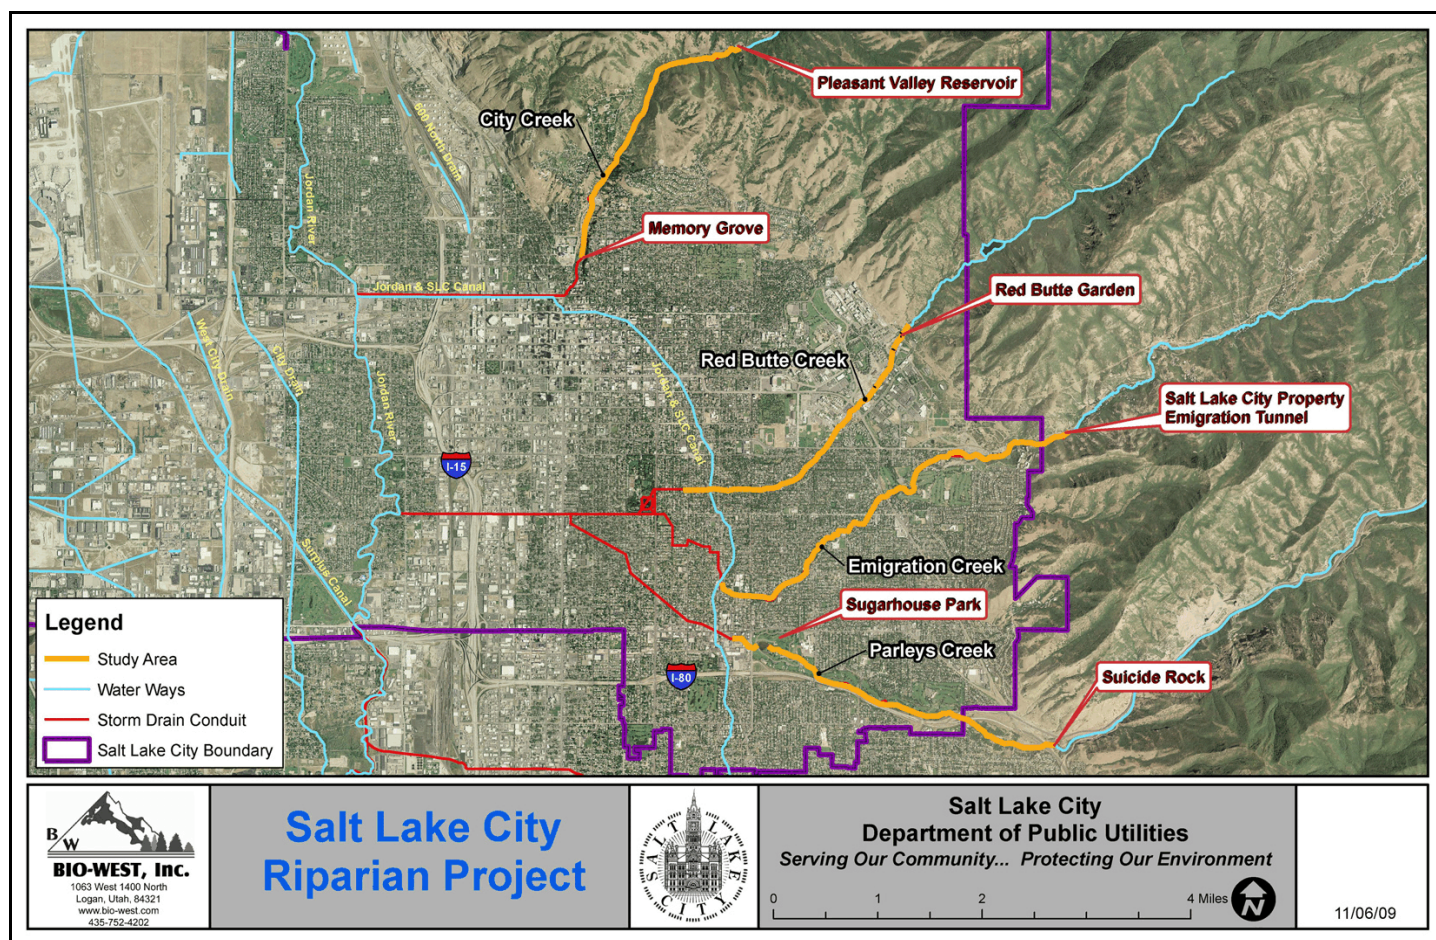 Pleasant Valley Reservoir
City Creek
600 North Drain
Jordan River
Memory Grove
Jordan & SLC Canal
Red Butte Garden
West City Drain
City Drain
Jordan River
Red Butte Creek
Jordan & SLC Canal
Salt Lake City Property
Emigration Tunnel
I-15
Surplus Canal
Emigration Creek
Sugarhouse Park
Parleys Creek
I-80
Suicide Rock
Legend
Study Area
Water Ways
Storm Drain Conduit
Salt Lake City Boundary
B
W
BIO-WEST, Inc.
1063 West 1400 North
Logan, Utah, 84321
www.bio-west.com
435-752-4202
Salt Lake City
Riparian Project
SALT LAKE
CITY
Salt Lake City
Department of Public Utilities
Serving Our Community... Protecting Our Environment
0 1 2 4 Miles
N
11/06/09